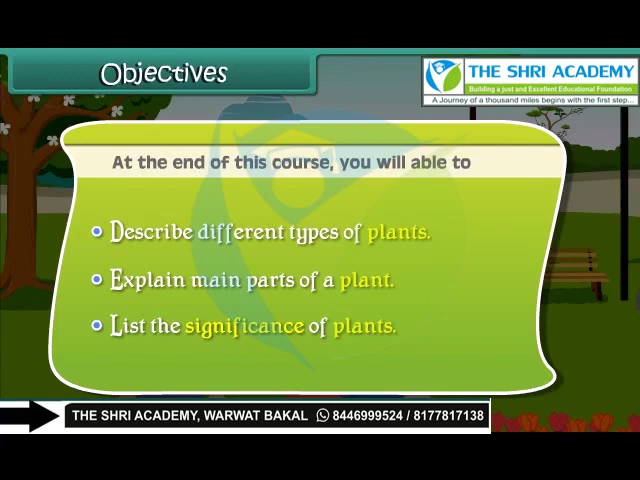 Objectives
THE SHRI ACADEMY
Building a just and Excellent Educational Foundation
A Journey of a thousand miles begins with the first step...
At the end of this course, you will able to
Describe different types of plants.
Explain main parts of a plant.
List the significance of plants.
THE SHRI ACADEMY, WARWAT BAKAL 8446999524 / 8177817138